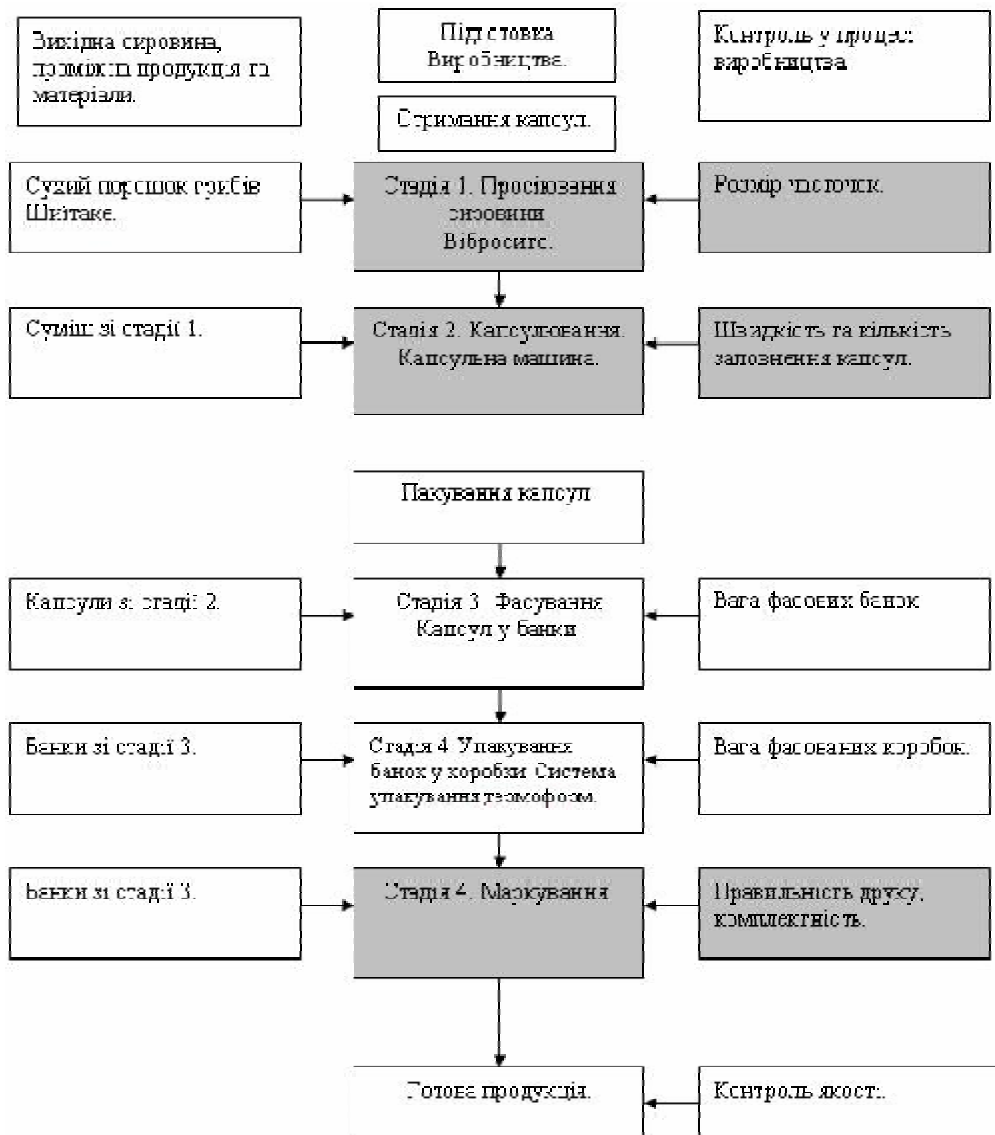 Вихідна сировина,
проміжна продукція та
матеріали.
Підготовка
Виробництва.
Контроль у процесі
виробництва
Отримання капсул.
Сухий порошок грибів
Шиітаке.
Стадія 1. Просіювання
сировини
Вібросито.
Розмір часточок.
Суміш зі стадії 1.
Стадія 2. Капсулювання.
Капсульна машина.
Швидкість та кількість
заповнення капсул.
Пакування капсул
Капсули зі стадії 2.
Стадія 3. Фасування
Капсул у банки
Вага фасових банок
Банки зі стадії 3.
Стадія 4. Упакування
банок у коробки. Система
упакування термоформ.
Вага фасованих коробок.
Банки зі стадії 3.
Стадія 4. Маркування
Правильність друку,
комплектність.
Готова продукція.
Контроль якості.